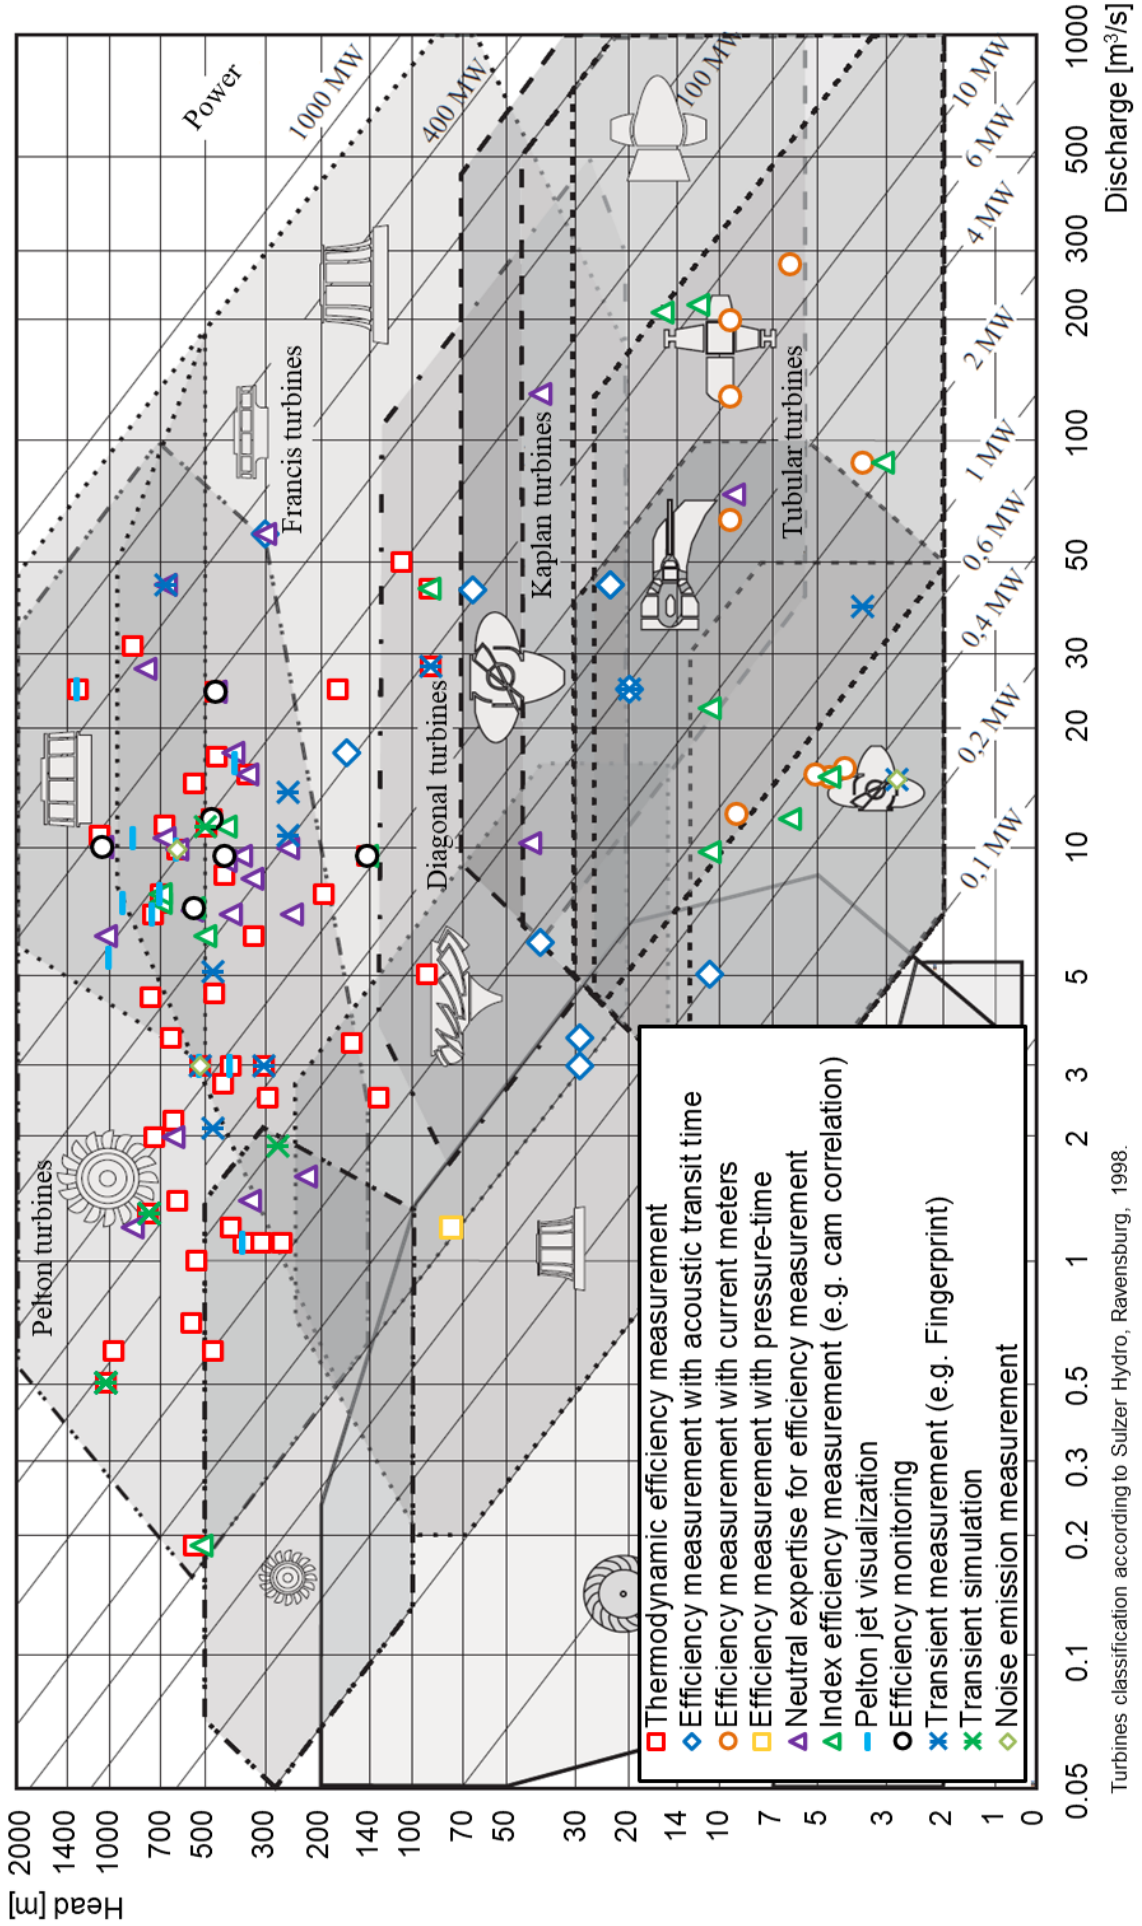 Head [m]
2000
1400
1000
700
500
300
200
140
100
70
50
30
20
14
10
7
5
3
2
1
0
0.05
0.1
0.2
0.3
0.5
1
2
3
5
10
20
30
50
100
200
300
500
1000
Discharge [m³/s]
Power
1000 MW
400 MW
100 MW
10 MW
6 MW
4 MW
2 MW
1 MW
0,6 MW
0,4 MW
0,2 MW
0,1 MW
Pelton turbines
Francis turbines
Diagonal turbines
Kaplan turbines
Tubular turbines
Thermodynamic efficiency measurement
Efficiency measurement with acoustic transit time
Efficiency measurement with current meters
Efficiency measurement with pressure-time
Neutral expertise for efficiency measurement
Index efficiency measurement (e.g. cam correlation)
Pelton jet visualization
Efficiency monitoring
Transient measurement (e.g. Fingerprint)
Transient simulation
Noise emission measurement
Turbines classification according to Sulzer Hydro, Ravensburg, 1998.